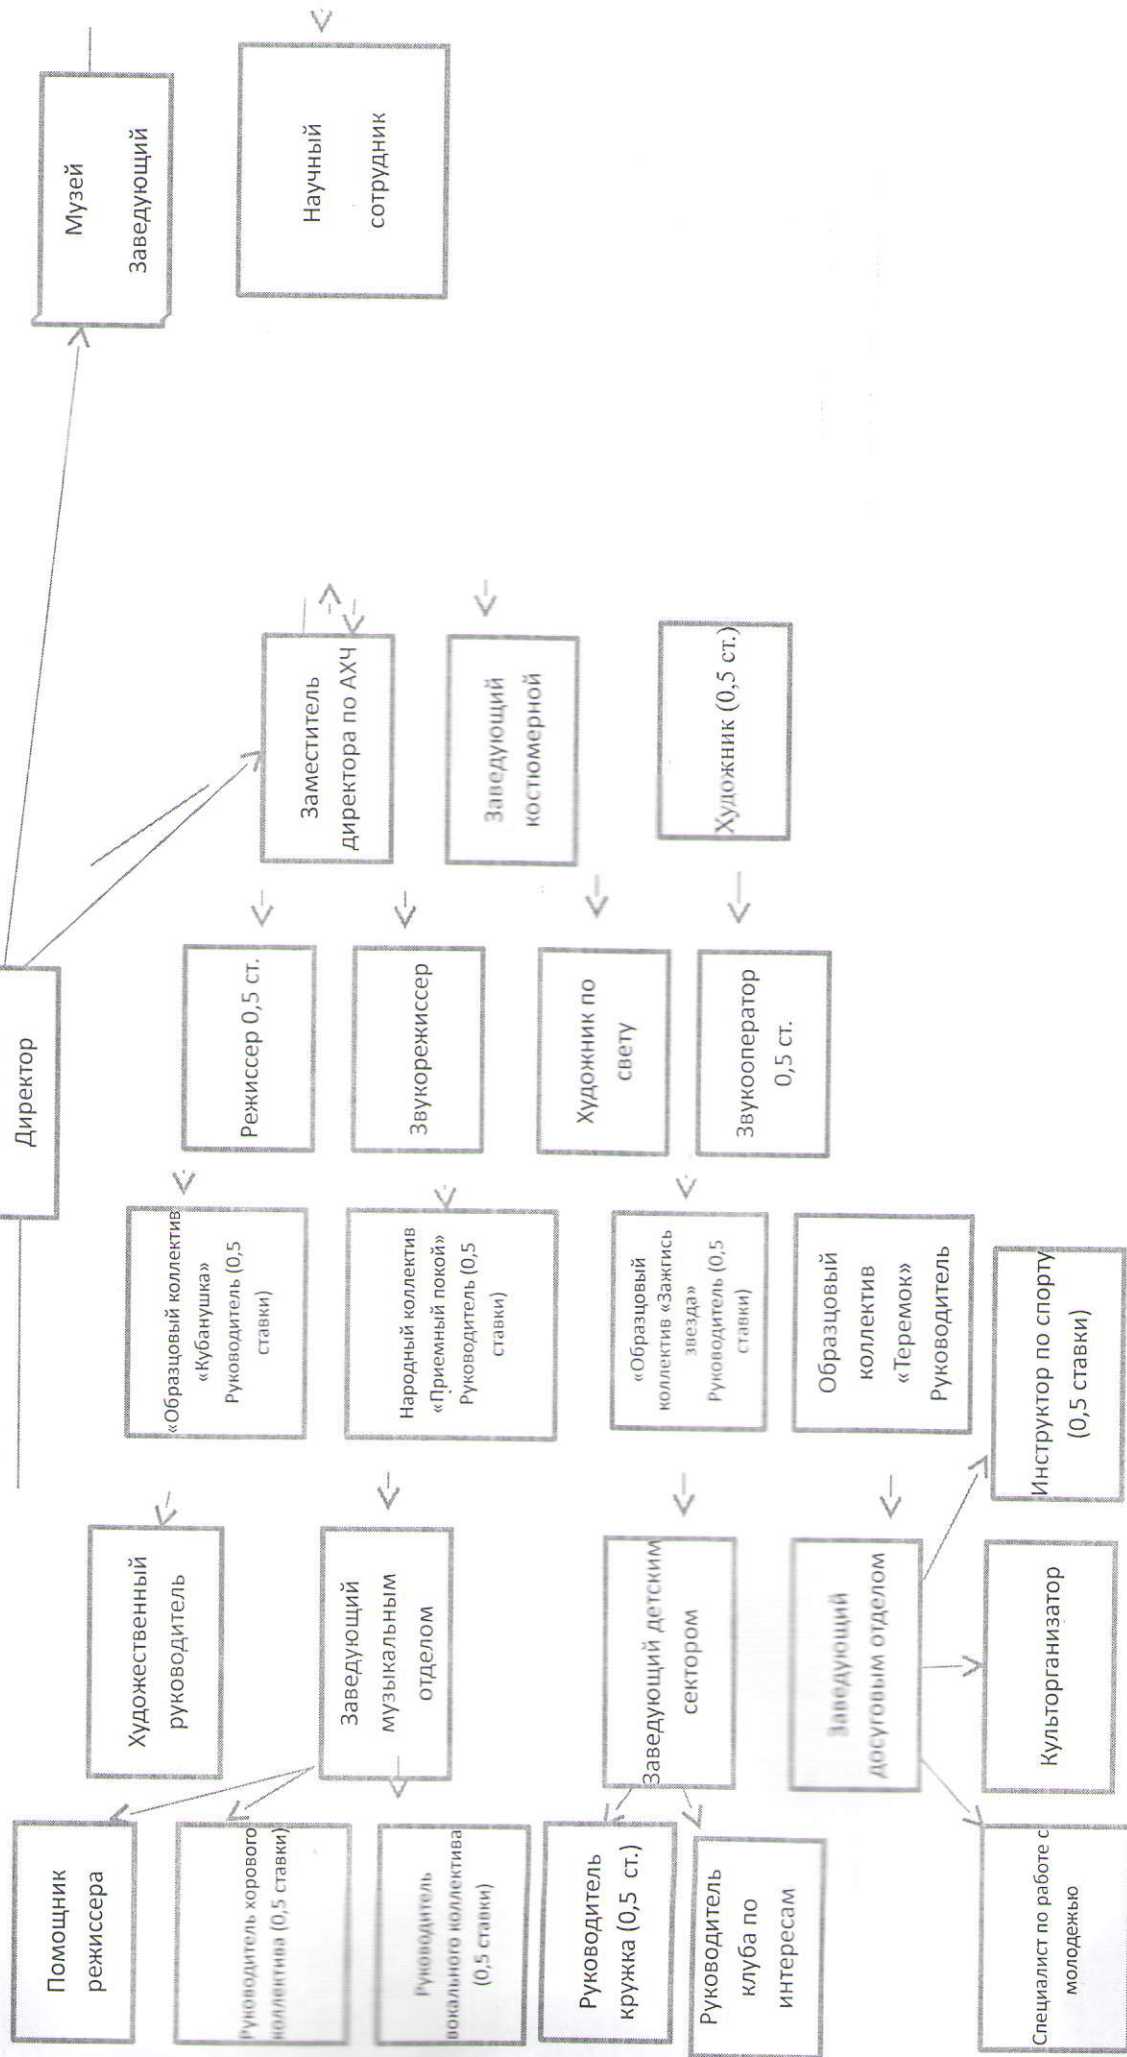 Директор
Музей
Заведующий
Научный
сотрудник
Художественный
руководитель
Заведующий
музыкальным
отделом
Заведующий детским
сектором
Заведующий
досуговым отделом
Помощник
режиссера
Руководитель хорового
коллектива (0,5 ставки)
Руководитель
вокального коллектива
(0,5 ставки)
Руководитель
кружка (0,5 ст.)
Руководитель
клуба по
интересам
Специалист по работе с
молодежью
Культорганизатор
Инструктор по спорту
(0,5 ставки)
«Образцовый коллектив
«Кубанушка»
Руководитель (0,5
ставки)
Народный коллектив
«Приемный покой»
Руководитель (0,5
ставки)
«Образцовый
коллектив «Зажгись
звезда»
Руководитель (0,5
ставки)
Образцовый
коллектив
«Теремок»
Руководитель
Режиссер 0,5 ст.
Звукорежиссер
Художник по
свету
Звукооператор
0,5 ст.
Заместитель
директора по АХЧ
Заведующий
костюмерной
Художник (0,5 ст.)